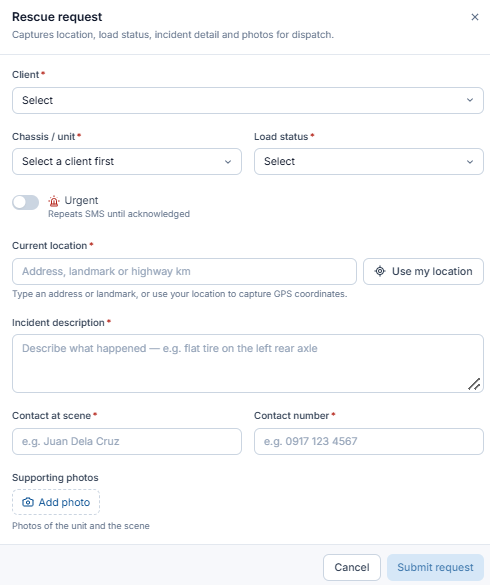 Rescue request
Captures location, load status, incident detail and photos for dispatch.
Client*
Select
Chassis / unit* Load status*
Select a client first Select
Urgent
Repeats SMS until acknowledged
Current location*
Address, landmark or highway km Use my location
Type an address or landmark, or use your location to capture GPS coordinates.
Incident description*
Describe what happened — e.g. flat tire on the left rear axle
Contact at scene* Contact number*
e.g. Juan Dela Cruz e.g. 0917 123 4567
Supporting photos
Add photo
Photos of the unit and the scene
Cancel Submit request